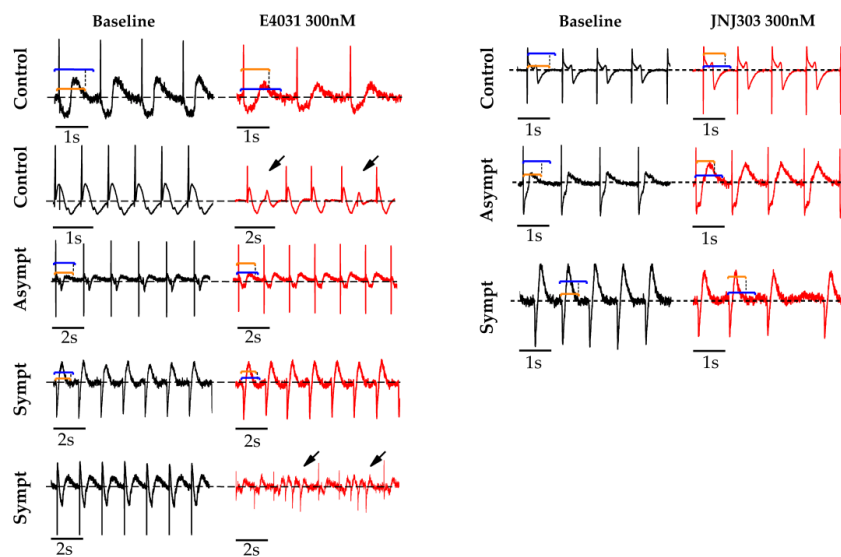 Baseline E4031 300nM
Control
1s 1s
Control
1s 2s
Asympt
2s 2s
Sympt
2s 2s
Sympt
2s 2s
Baseline JNJ303 300nM
Control
1s 1s
Asympt
1s 1s
Sympt
1s 1s